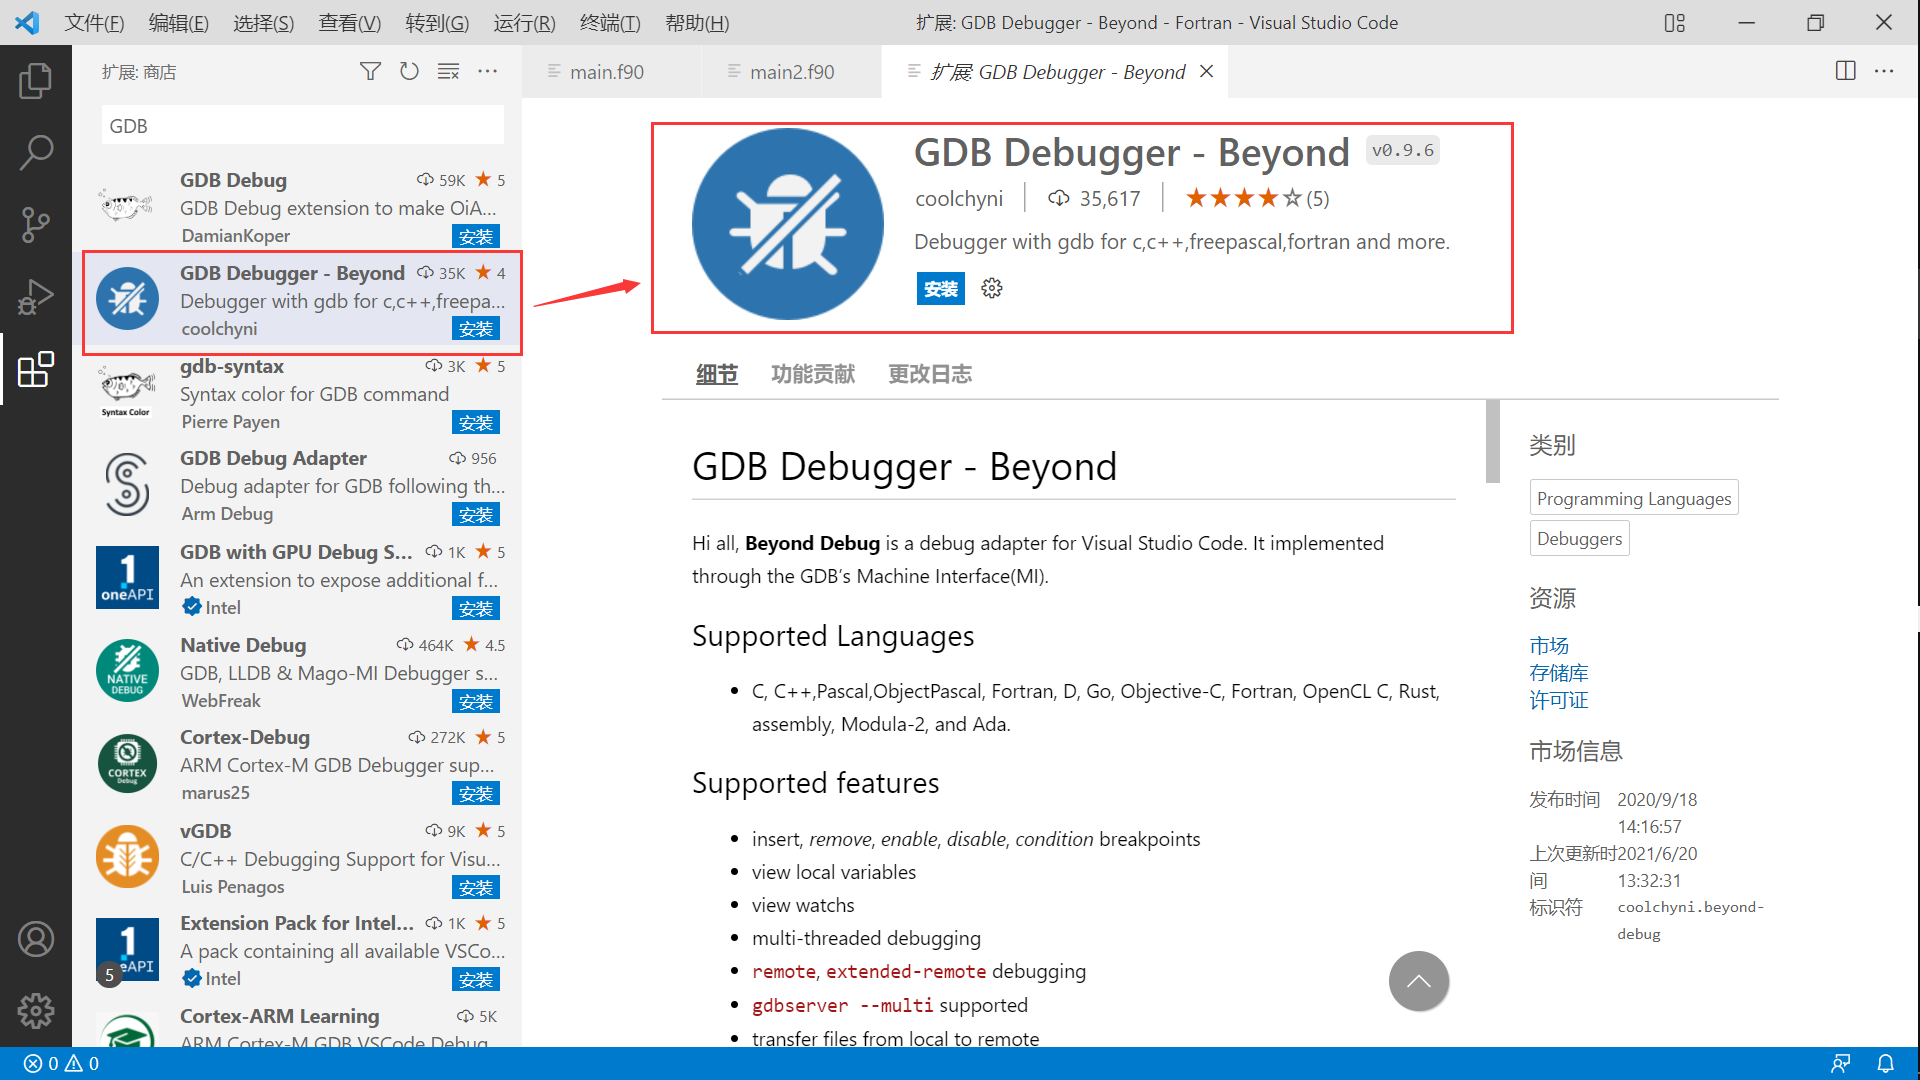 文件(F) 编辑(E) 选择(S) 查看(V) 转到(G) 运行(R) 终端(T) 帮助(H) 扩展: GDB Debugger - Beyond - Fortran - Visual Studio Code
扩展: 商店
main.f90 main2.f90 扩展: GDB Debugger - Beyond
GDB
GDB Debug 59K 5
GDB Debug extension to make OiA...
DamianKoper 安装
GDB Debugger - Beyond 35K 4
Debugger with gdb for c,c++,freepa...
coolchyni 安装
gdb-syntax 3K 5
Syntax color for GDB command
Syntax Color
Pierre Payen 安装
GDB Debug Adapter 956
Debug adapter for GDB following th...
Arm Debug 安装
GDB with GPU Debug S... 1K 5
1
oneAPI
An extension to expose additional f...
Intel 安装
Native Debug 464K 4.5
NATIVE
DEBUG
GDB, LLDB & Mago-MI Debugger s...
WebFreak 安装
Cortex-Debug 272K 5
CORTEX
Debug
ARM Cortex-M GDB Debugger sup...
marus25 安装
vGDB 9K 5
C/C++ Debugging Support for Visu...
Luis Penagos 安装
Extension Pack for Intel... 1K 5
1
eAPI
5
A pack containing all available VSCo...
Intel 安装
Cortex-ARM Learning 5K
ARM Cortex-M GDB VSCode Debug
GDB Debugger - Beyond v0.9.6
coolchyni 35,617 (5)
Debugger with gdb for c,c++,freepascal,fortran and more.
安装
细节 功能贡献 更改日志
GDB Debugger - Beyond
Hi all, Beyond Debug is a debug adapter for Visual Studio Code. It implemented
through the GDB's Machine Interface(MI).
Supported Languages
C, C++,Pascal,ObjectPascal, Fortran, D, Go, Objective-C, Fortran, OpenCL C, Rust,
assembly, Modula-2, and Ada.
Supported features
insert, remove, enable, disable, condition breakpoints
view local variables
view watchs
multi-threaded debugging
remote, extended-remote debugging
gdbserver --multi supported
transfer files from local to remote
类别
Programming Languages
Debuggers
资源
市场
存储库
许可证
市场信息
发布时间 2020/9/18
14:16:57
上次更新时 2021/6/20
间 13:32:31
标识符 coolchyni.beyond-
debug
0 0